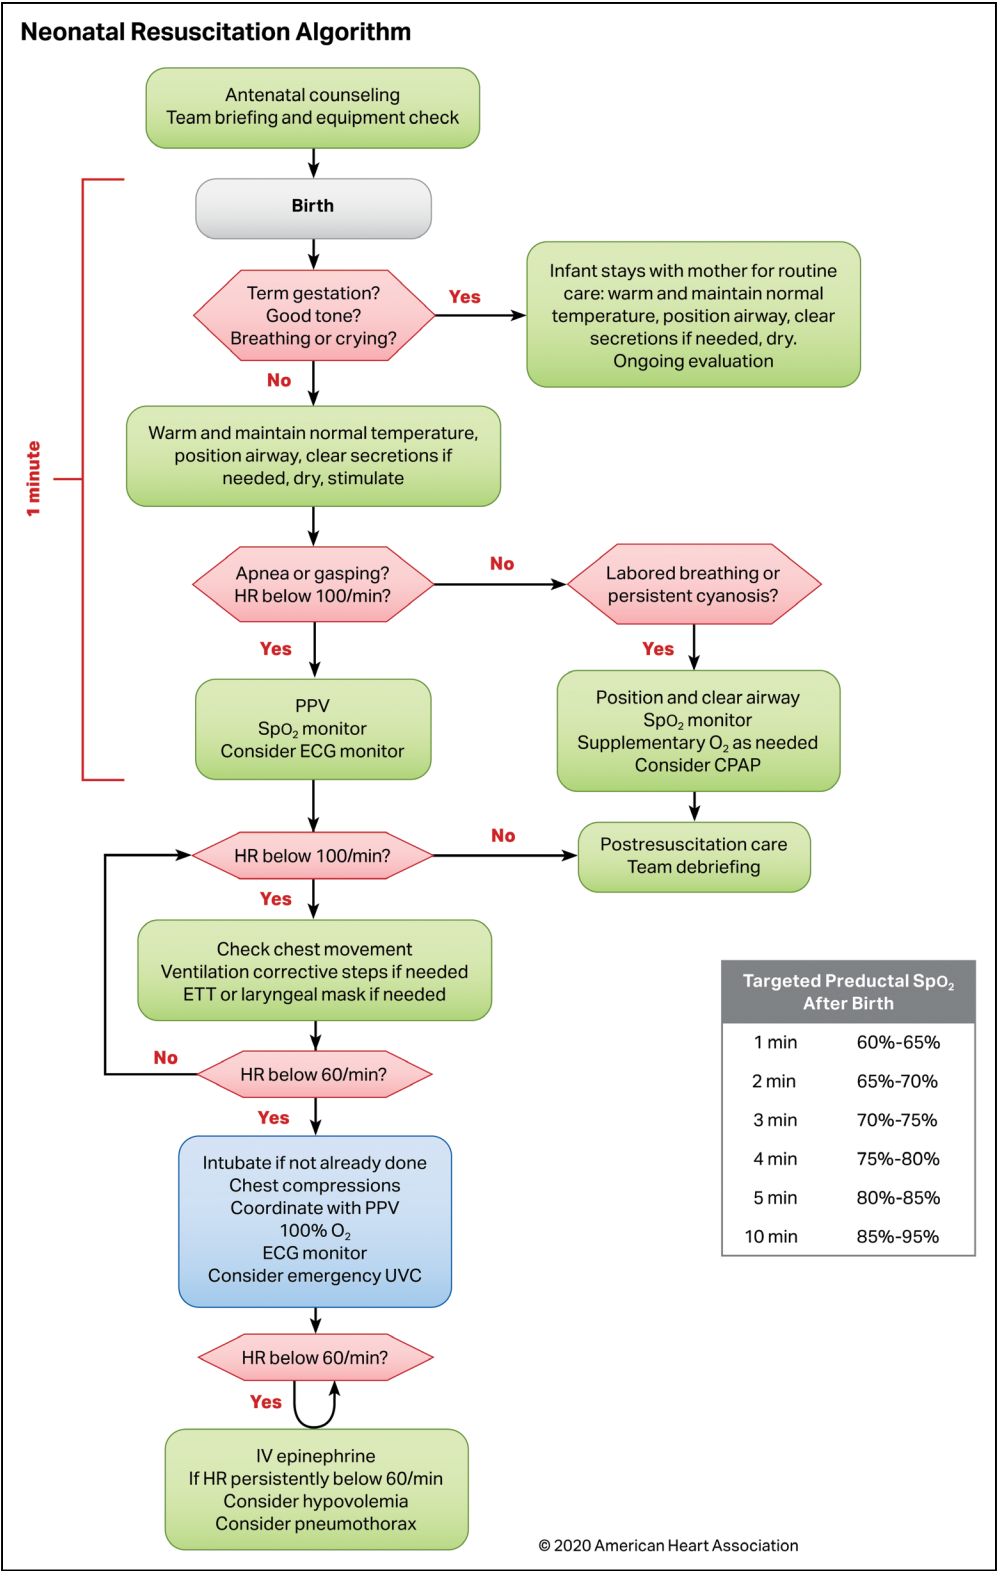 Neonatal Resuscitation Algorithm
Antenatal counseling
Team briefing and equipment check
Birth
1 minute
Term gestation?
Good tone?
Breathing or crying?
Yes
Infant stays with mother for routine
care: warm and maintain normal
temperature, position airway, clear
secretions if needed, dry.
Ongoing evaluation
No
Warm and maintain normal temperature,
position airway, clear secretions if
needed, dry, stimulate
Apnea or gasping?
HR below 100/min?
No
Labored breathing or
persistent cyanosis?
Yes
Yes
PPV
SpO₂ monitor
Consider ECG monitor
Position and clear airway
SpO₂ monitor
Supplementary O₂ as needed
Consider CPAP
HR below 100/min?
No
Postresuscitation care
Team debriefing
Yes
Check chest movement
Ventilation corrective steps if needed
ETT or laryngeal mask if needed
No
HR below 60/min?
Yes
Intubate if not already done
Chest compressions
Coordinate with PPV
100% O₂
ECG monitor
Consider emergency UVC
HR below 60/min?
Yes
IV epinephrine
If HR persistently below 60/min
Consider hypovolemia
Consider pneumothorax
Targeted Preductal SpO₂
After Birth
1 min 60%-65%
2 min 65%-70%
3 min 70%-75%
4 min 75%-80%
5 min 80%-85%
10 min 85%-95%
© 2020 American Heart Association